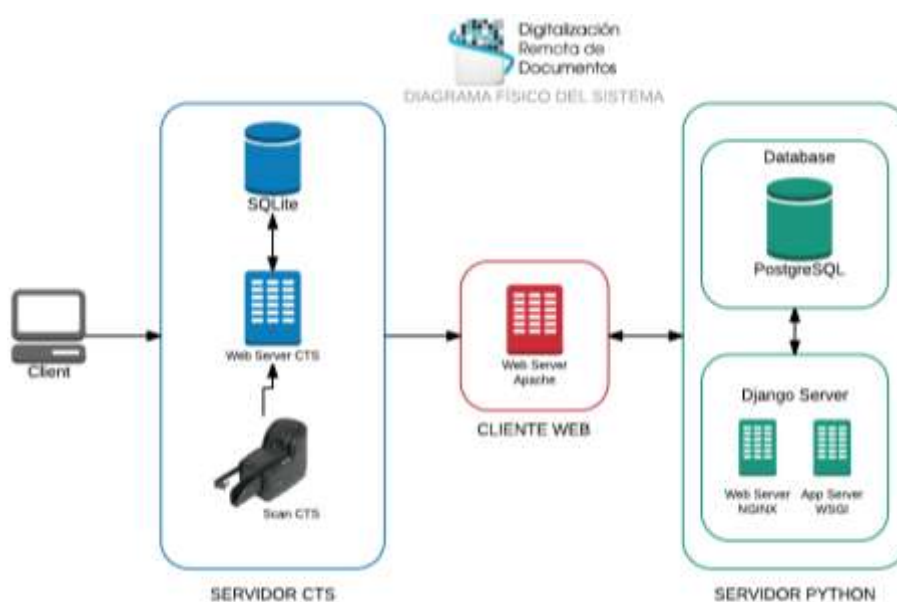 Digitalización
Remota de
Documentos
DIAGRAMA FÍSICO DEL SISTEMA
SQLite
Web Server CTS
Scan CTS
SERVIDOR CTS
Client
Web Server
Apache
CLIENTE WEB
Database
PostgreSQL
Django Server
Web Server
NGINX
App Server
WSGI
SERVIDOR PYTHON